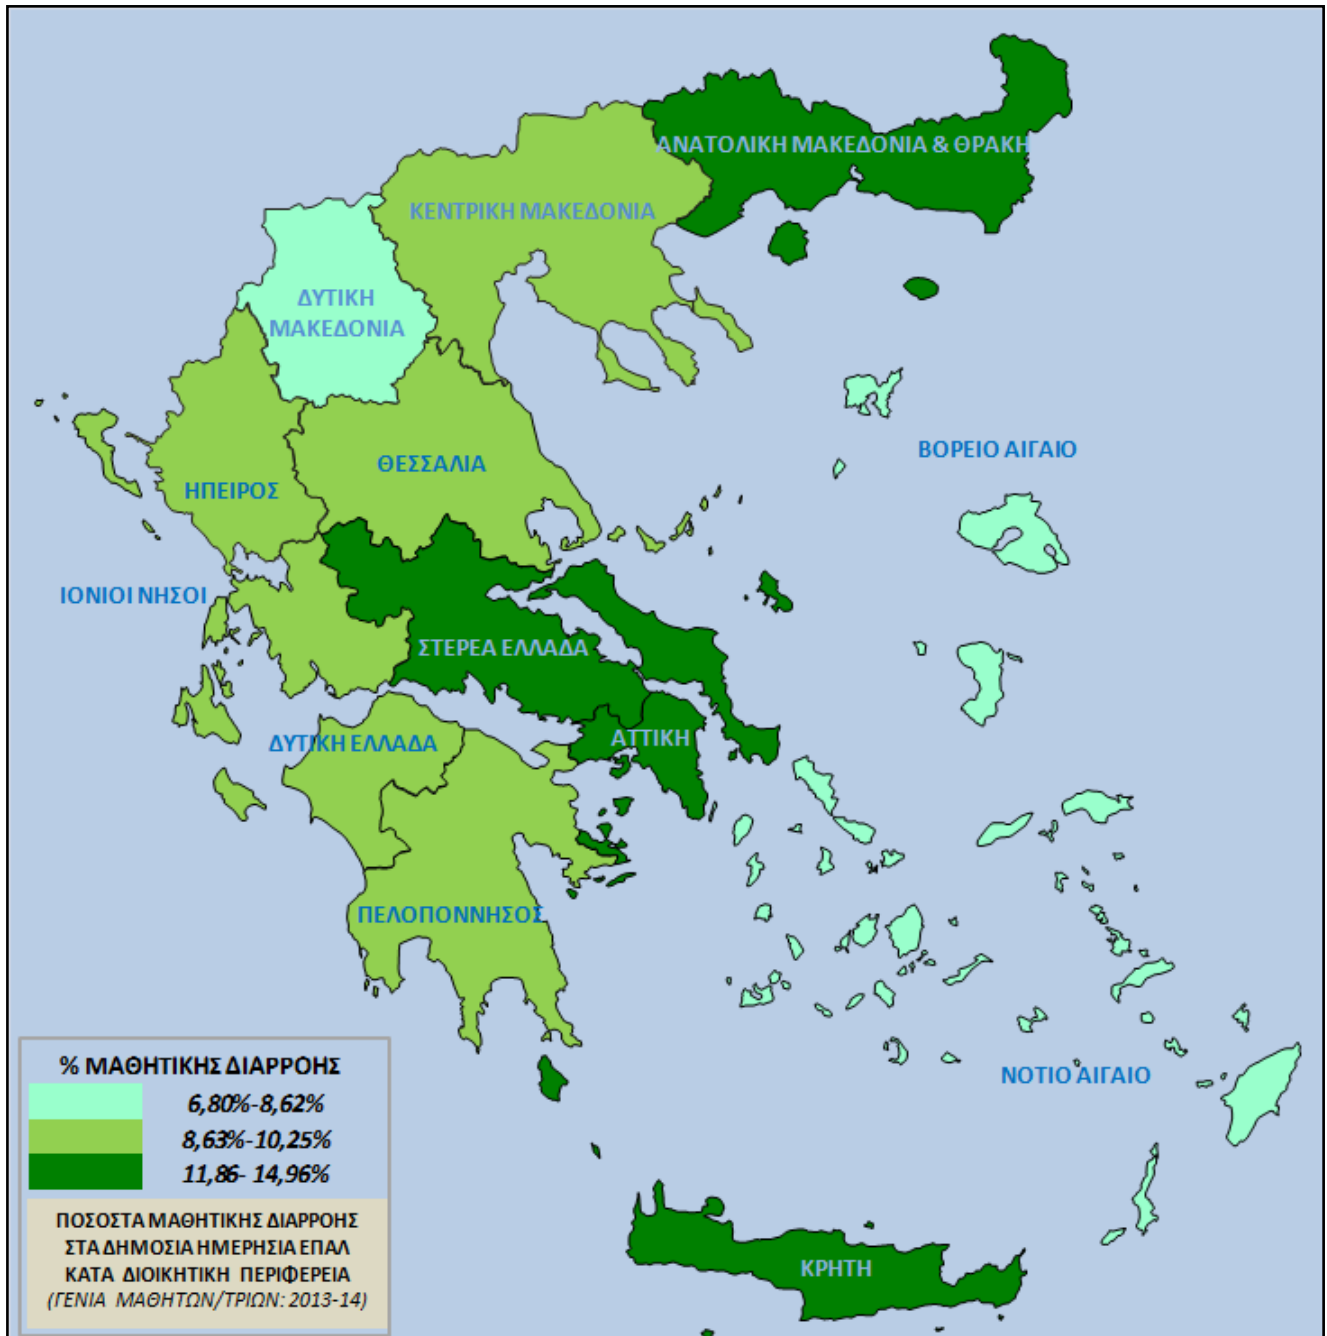 ΑΝΑΤΟΛΙΚΗ ΜΑΚΕΔΟΝΙΑ & ΘΡΑΚΗ
ΚΕΝΤΡΙΚΗ ΜΑΚΕΔΟΝΙΑ
ΔΥΤΙΚΗ
ΜΑΚΕΔΟΝΙΑ
ΒΟΡΕΙΟ ΑΙΓΑΙΟ
ΘΕΣΣΑΛΙΑ
ΗΠΕΙΡΟΣ
ΙΟΝΙΟΙ ΝΗΣΟΙ
ΣΤΕΡΕΑ ΕΛΛΑΔΑ
ΑΤΤΙΚΗ
ΔΥΤΙΚΗ ΕΛΛΑΔΑ
ΠΕΛΟΠΟΝΝΗΣΟΣ
ΝΟΤΙΟ ΑΙΓΑΙΟ
ΚΡΗΤΗ
% ΜΑΘΗΤΙΚΗΣ ΔΙΑΡΡΟΗΣ
6,80%-8,62%
8,63%-10,25%
11,86- 14,96%
ΠΟΣΟΣΤΑ ΜΑΘΗΤΙΚΗΣ ΔΙΑΡΡΟΗΣ
ΣΤΑ ΔΗΜΟΣΙΑ ΗΜΕΡΗΣΙΑ ΕΠΑΛ
ΚΑΤΑ ΔΙΟΙΚΗΤΙΚΗ ΠΕΡΙΦΕΡΕΙΑ
(ΓΕΝΙΑ ΜΑΘΗΤΩΝ/ΤΡΙΩΝ: 2013-14)